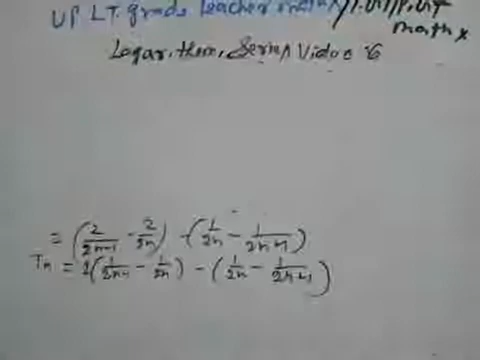 UP L.T. grade teacher
Math
Logarithm, Series Video 6
= (2/2n-1 - 2/2n) - (1/2n - 1/2n+1)
Tn = 2(1/2n-1 - 1/2n) - (1/2n - 1/2n+1)